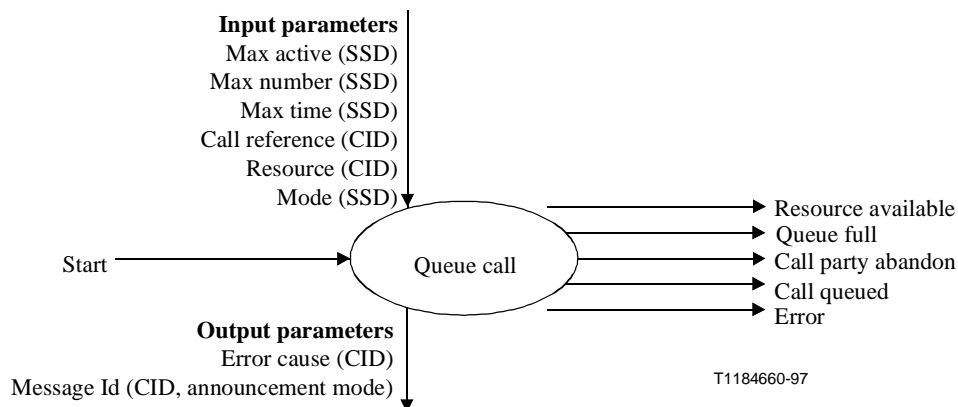 Input parameters
Max active (SSD)
Max number (SSD)
Max time (SSD)
Call reference (CID)
Resource (CID)
Mode (SSD)
Resource available
Queue full
Start
Queue call
Call party abandon
Call queued
Error
Output parameters
Error cause (CID)
Message Id (CID, announcement mode)
T1184660-97